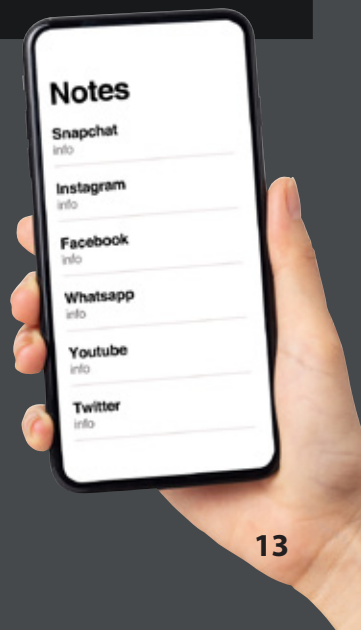 Notes
Snapchat
info
Instagram
info
Facebook
info
Whatsapp
info
Youtube
info
Twitter
info
13